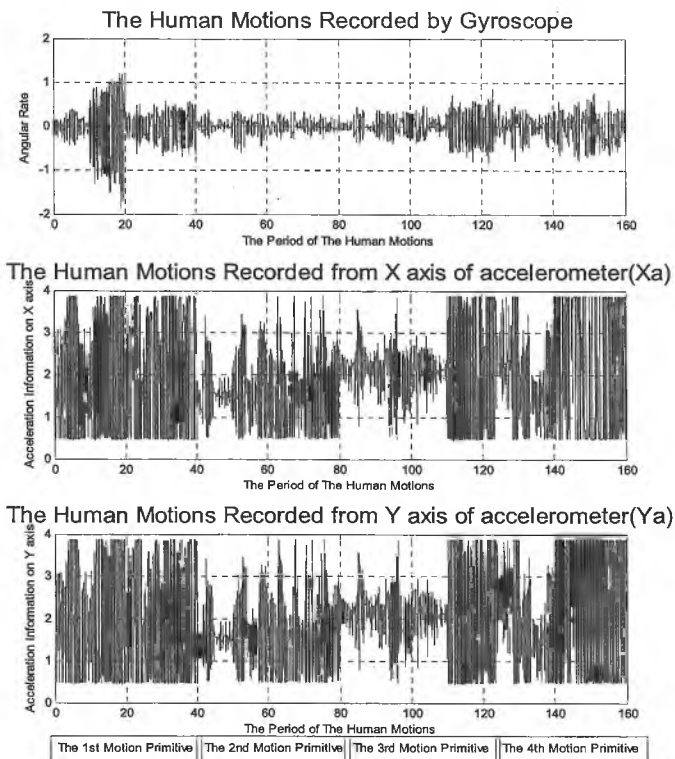 The Human Motions Recorded by Gyroscope
2
1
0
-1
-2
Angular Rate
0 20 40 60 80 100 120 140 160
The Period of The Human Motions
The Human Motions Recorded from X axis of accelerometer(Xa)
4
3
2
1
0
Acceleration Information on X axis
0 20 40 60 80 100 120 140 160
The Period of The Human Motions
The Human Motions Recorded from Y axis of accelerometer(Ya)
4
3
2
1
0
Acceleration Information on Y axis
0 20 40 60 80 100 120 140 160
The Period of The Human Motions
The 1st Motion Primitive The 2nd Motion Primitive The 3rd Motion Primitive The 4th Motion Primitive